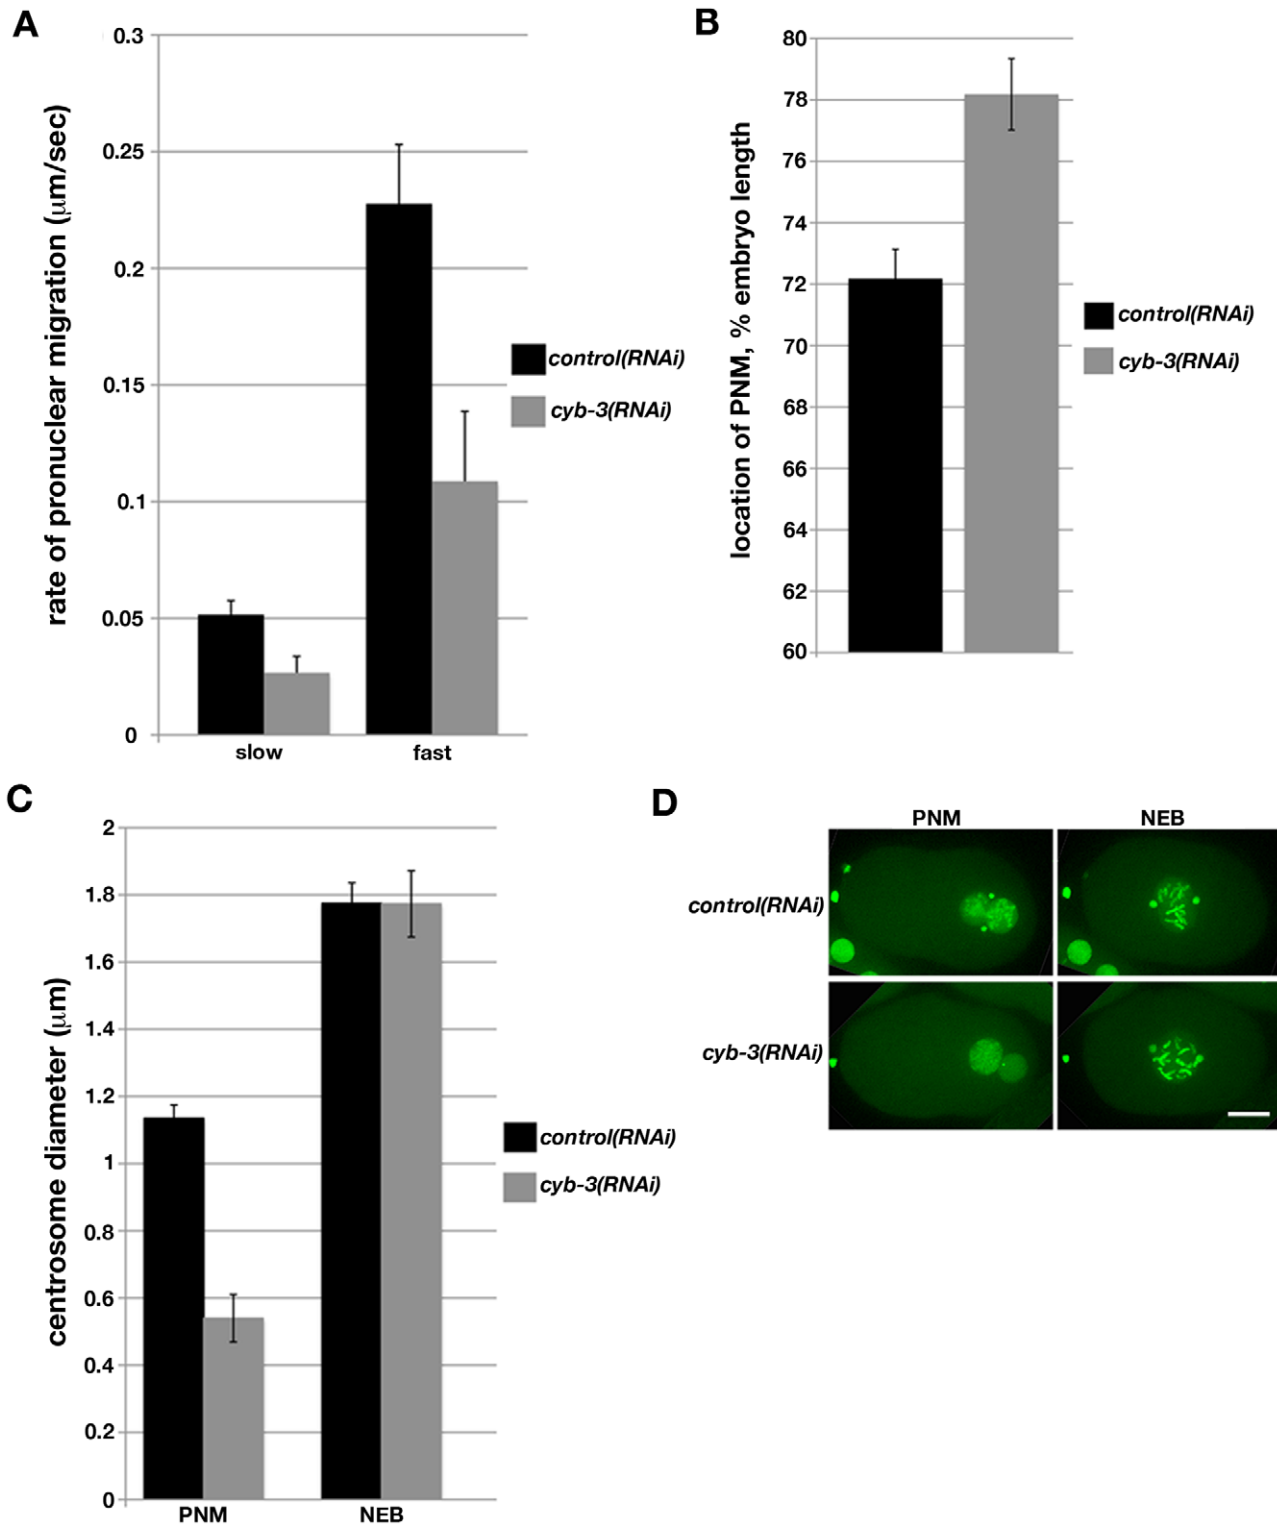 A
rate of pronuclear migration (µm/sec)
0.3
0.25
0.2
0.15
0.1
0.05
0
slow fast
control(RNAi)
cyb-3(RNAi)
B
location of PNM, % embryo length
80
78
76
74
72
70
68
66
64
62
60
control(RNAi)
cyb-3(RNAi)
C
centrosome diameter (µm)
2
1.8
1.6
1.4
1.2
1
0.8
0.6
0.4
0.2
0
PNM NEB
control(RNAi)
cyb-3(RNAi)
D
PNM NEB
control(RNAi)
cyb-3(RNAi)